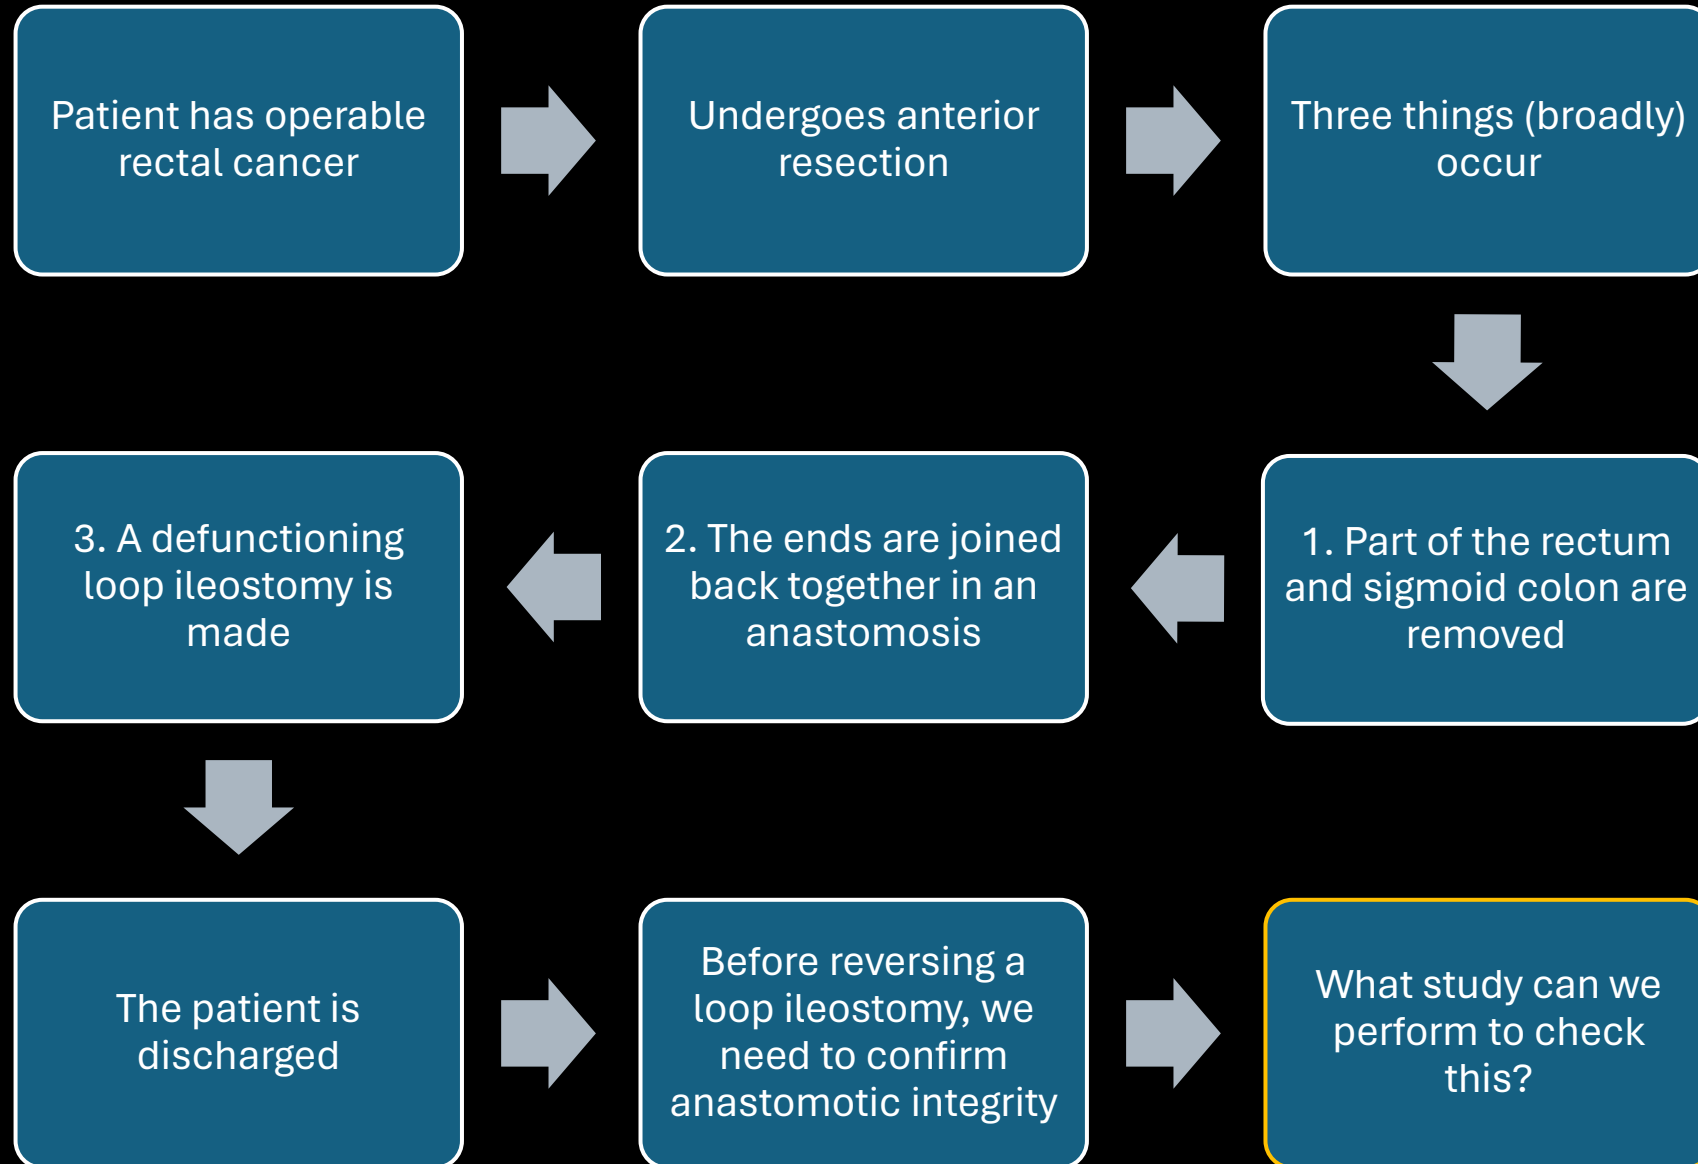 Patient has operable
rectal cancer
Undergoes anterior
resection
Three things (broadly)
occur
1. Part of the rectum
and sigmoid colon are
removed
2. The ends are joined
back together in an
anastomosis
3. A defunctioning
loop ileostomy is
made
The patient is
discharged
Before reversing a
loop ileostomy, we
need to confirm
anastomotic integrity
What study can we
perform to check
this?